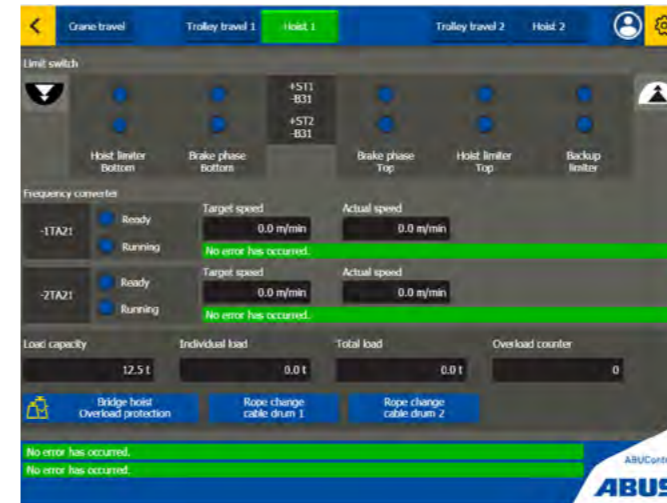 Crane travel Trolley travel 1 Hoist 1 Trolley travel 2 Hoist 2
Limit switch
+ST1
-B31
+ST2
-B31
Hoist limiter
Bottom
Brake phase
Bottom
Brake phase
Top
Hoist limiter
Top
Backup
limiter
Frequency converter
-1TA21
Ready
Running
Target speed
0.0 m/min
Actual speed
0.0 m/min
No error has occurred.
-2TA21
Ready
Running
Target speed
0.0 m/min
Actual speed
0.0 m/min
No error has occurred.
Load capacity Individual load Total load Overload counter
12.5 t 0.0 t 0.0 t 0
Bridge hoist
Overload protection
Rope change
cable drum 1
Rope change
cable drum 2
No error has occurred.
No error has occurred.
ABUContr
ABUS